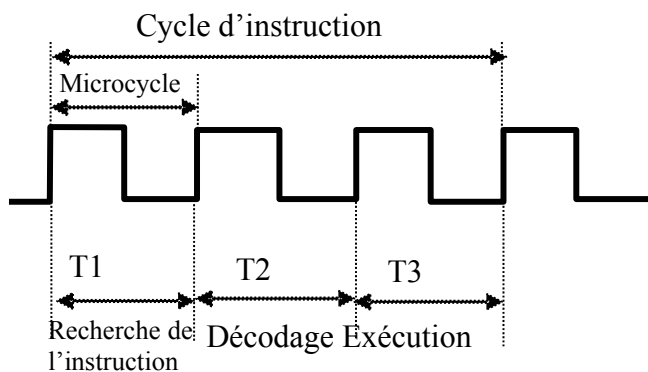 Cycle d’instruction
Microcycle
T1
T2
T3
Recherche de
l’instruction
Décodage Exécution